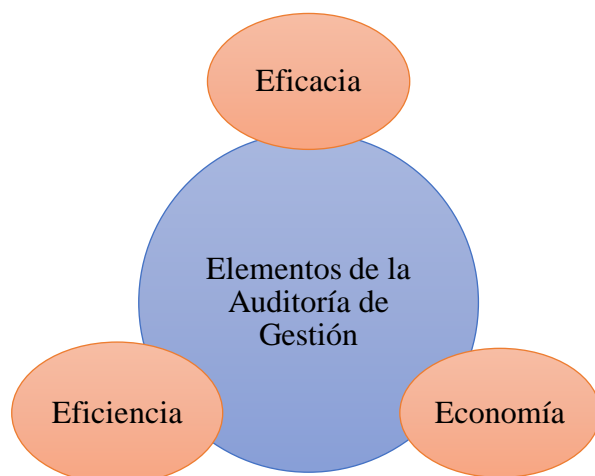 Eficacia
Elementos de la
Auditoría de
Gestión
Eficiencia
Economía